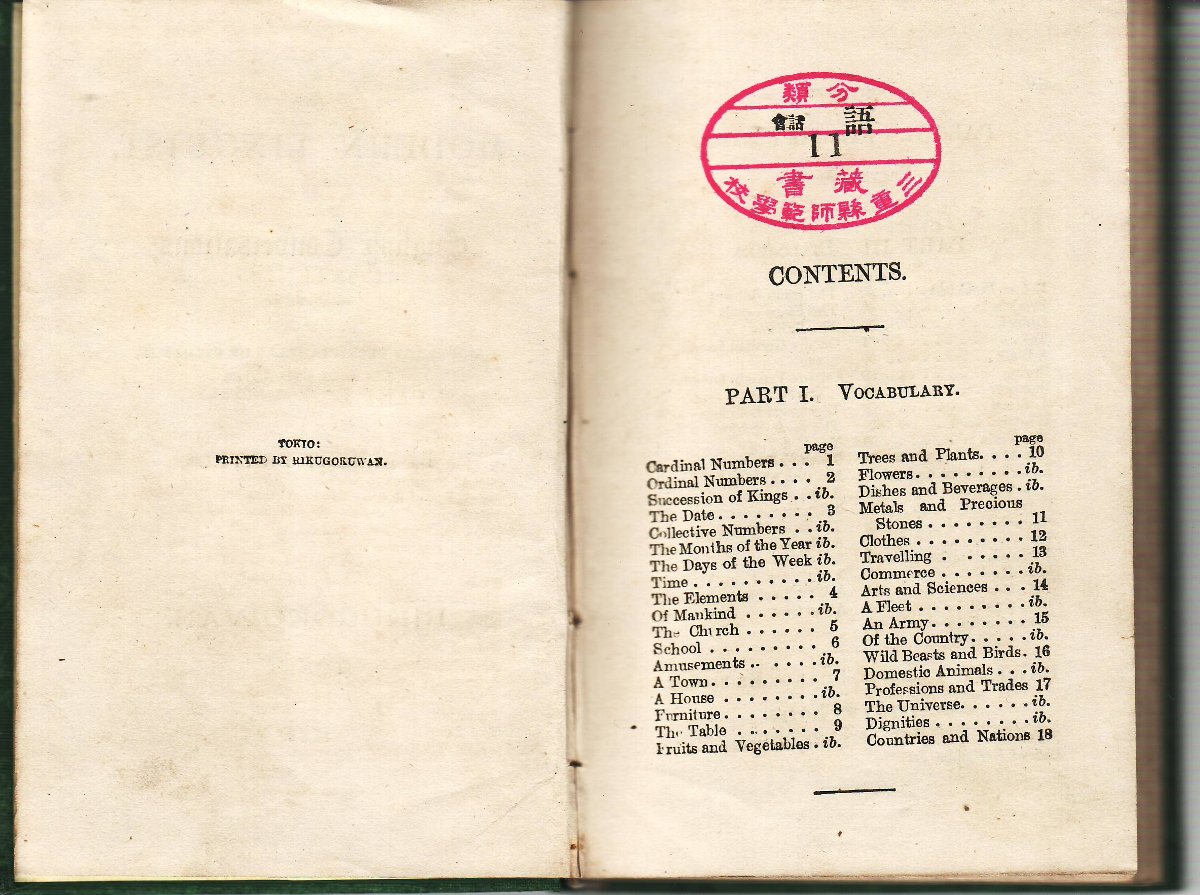 TOKIO:
PRINTED BY RIKUGOKUWAN.
分類
語 會話
11
藏書
三重縣師範學校
CONTENTS.
PART I. VOCABULARY.
page
Cardinal Numbers . . . 1
Ordinal Numbers . . . . 2
Succession of Kings . . ib.
The Date . . . . . . . . 3
Collective Numbers . . ib.
The Months of the Year ib.
The Days of the Week ib.
Time . . . . . . . . . . ib.
The Elements . . . . . 4
Of Mankind . . . . . . ib.
The Church . . . . . . 5
School . . . . . . . . . 6
Amusements . . . . . . ib.
A Town . . . . . . . . . 7
A House . . . . . . . . ib.
Furniture . . . . . . . . 8
The Table . . . . . . . 9
Fruits and Vegetables . ib.
page
Trees and Plants. . . . 10
Flowers . . . . . . . . . ib.
Dishes and Beverages . ib.
Metals and Precious
Stones . . . . . . . . 11
Clothes . . . . . . . . . 12
Travelling . . . . . . 13
Commerce . . . . . . . ib.
Arts and Sciences . . . 14
A Fleet . . . . . . . . . ib.
An Army . . . . . . . . 15
Of the Country . . . . . ib.
Wild Beasts and Birds. 16
Domestic Animals . . . ib.
Professions and Trades 17
The Universe. . . . . . ib.
Dignities . . . . . . . . ib.
Countries and Nations 18